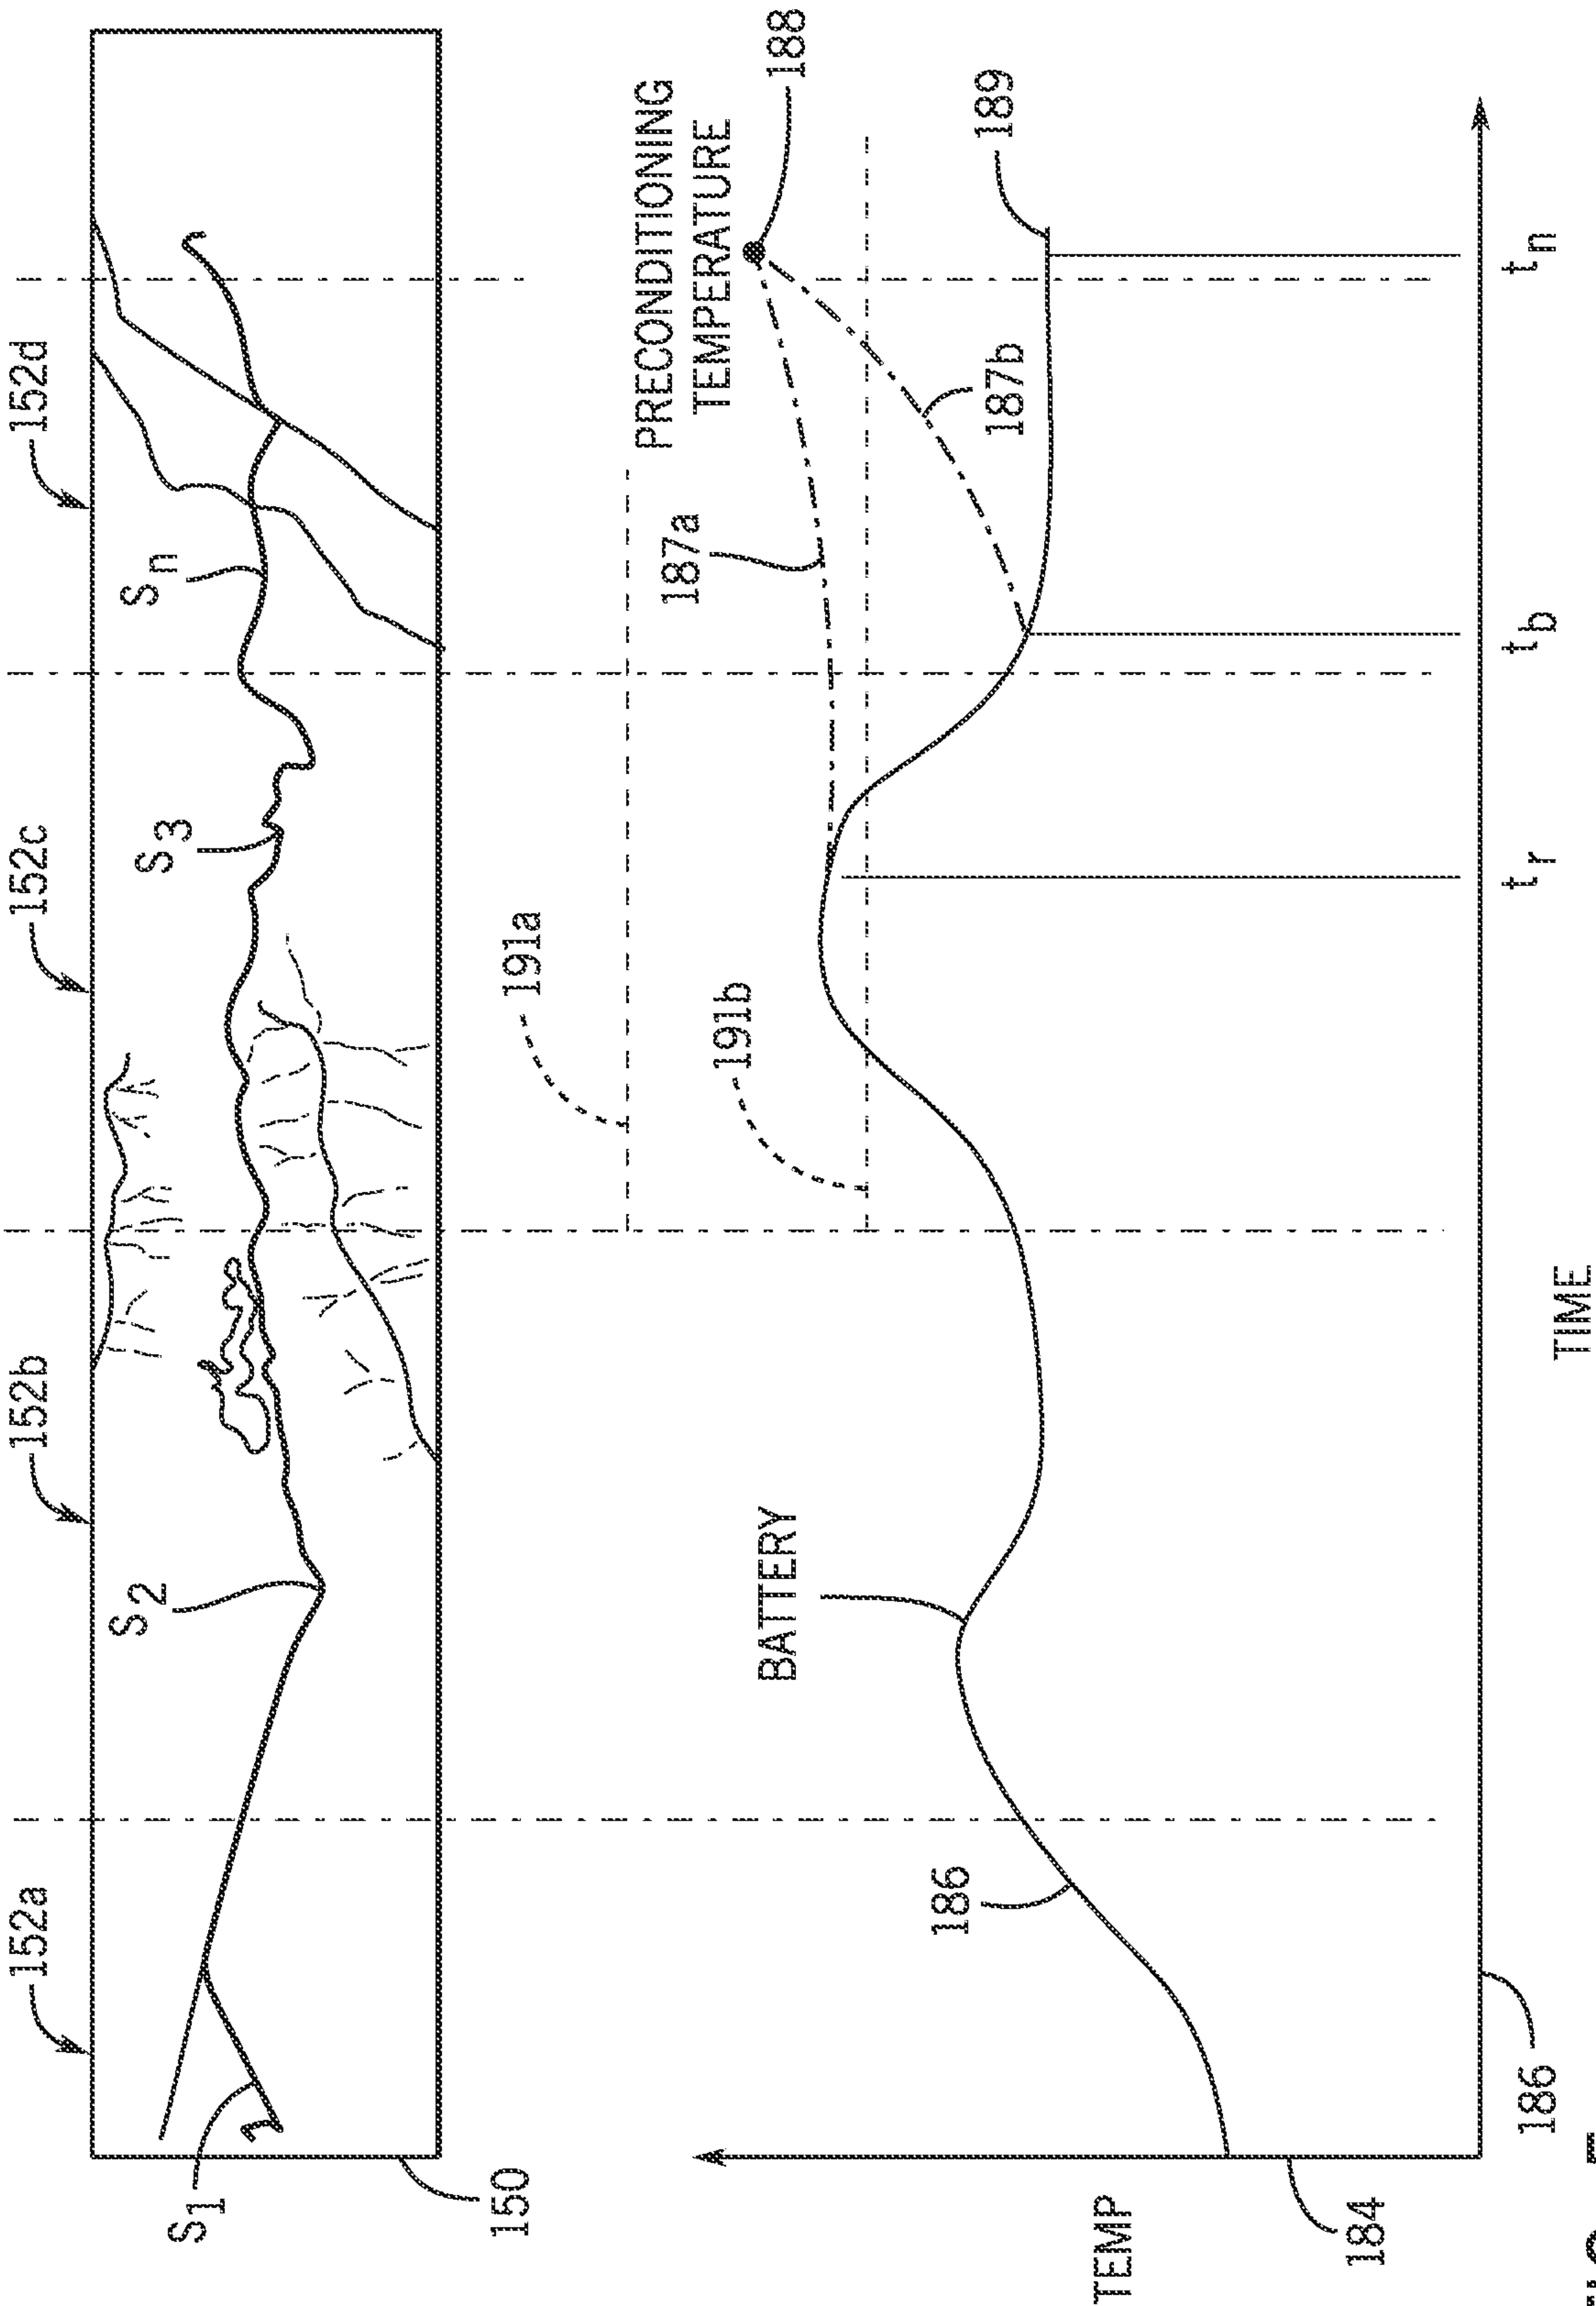 152a
152b
152c
152d
S1
S2
S3
Sn
150
191a
191b
187a
PRECONDITIONING
TEMPERATURE
188
BATTERY
186
187b
189
TEMP
184
186
tr
tb
tn
TIME